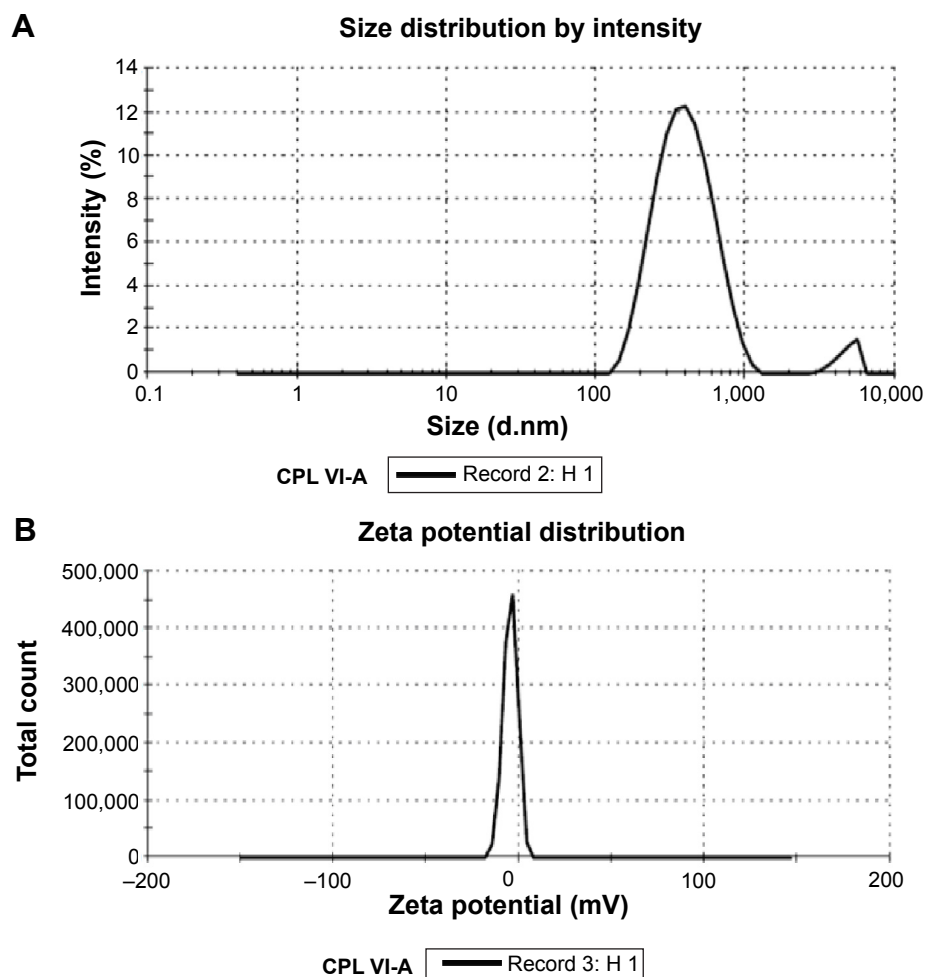 A
Size distribution by intensity
14
12
10
8
6
4
2
0
Intensity (%)
0.1 1 10 100 1,000 10,000
Size (d.nm)
CPL VI-A Record 2: H 1
B
Zeta potential distribution
500,000
400,000
300,000
200,000
100,000
0
Total count
–200 –100 0 100 200
Zeta potential (mV)
CPL VI-A Record 3: H 1